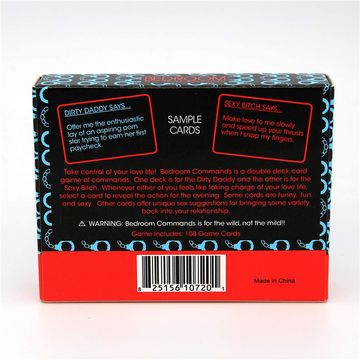 BEDROOM
DIRTY DADDY SAYS...
Offer me the enthusiastic
lay of an aspiring porn
star trying to earn her first
paycheck.
SAMPLE
CARDS
SEXY BITCH SAYS...
Make love to me slowly
and speed up your thrusts
when I snap my fingers.
Take control of your love life! Bedroom Commands is a double deck card
gaime of commands. One deck is for the Dirty Daddy and the other is for the
Sexy Bitch. Whenever either of you feels like taking charge of your love life,
select a card to reveal the action for the evening. Some cards are funny, fun,
and sexy. Other cards offer unique sex suggestions for bringing some variety
back into your relationship.
⚠ WARNING: Bedroom Commands is for the wild, not the mild!!
Game Includes: 108 Game Cards
8 25156 10720 1
Made in China